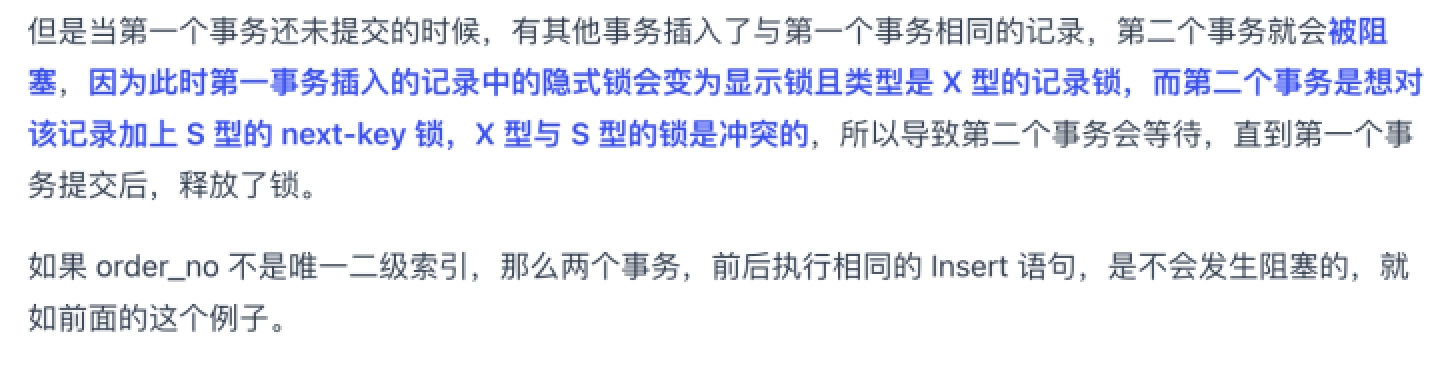 但是当第一个事务还未提交的时候，有其他事务插入了与第一个事务相同的记录，第二个事务就会被阻
塞，因为此时第一事务插入的记录中的隐式锁会变为显示锁且类型是 X 型的记录锁，而第二个事务是想对
该记录加上 S 型的 next-key 锁，X 型与 S 型的锁是冲突的，所以导致第二个事务会等待，直到第一个事
务提交后，释放了锁。
如果 order_no 不是唯一二级索引，那么两个事务，前后执行相同的 Insert 语句，是不会发生阻塞的，就
如前面的这个例子。